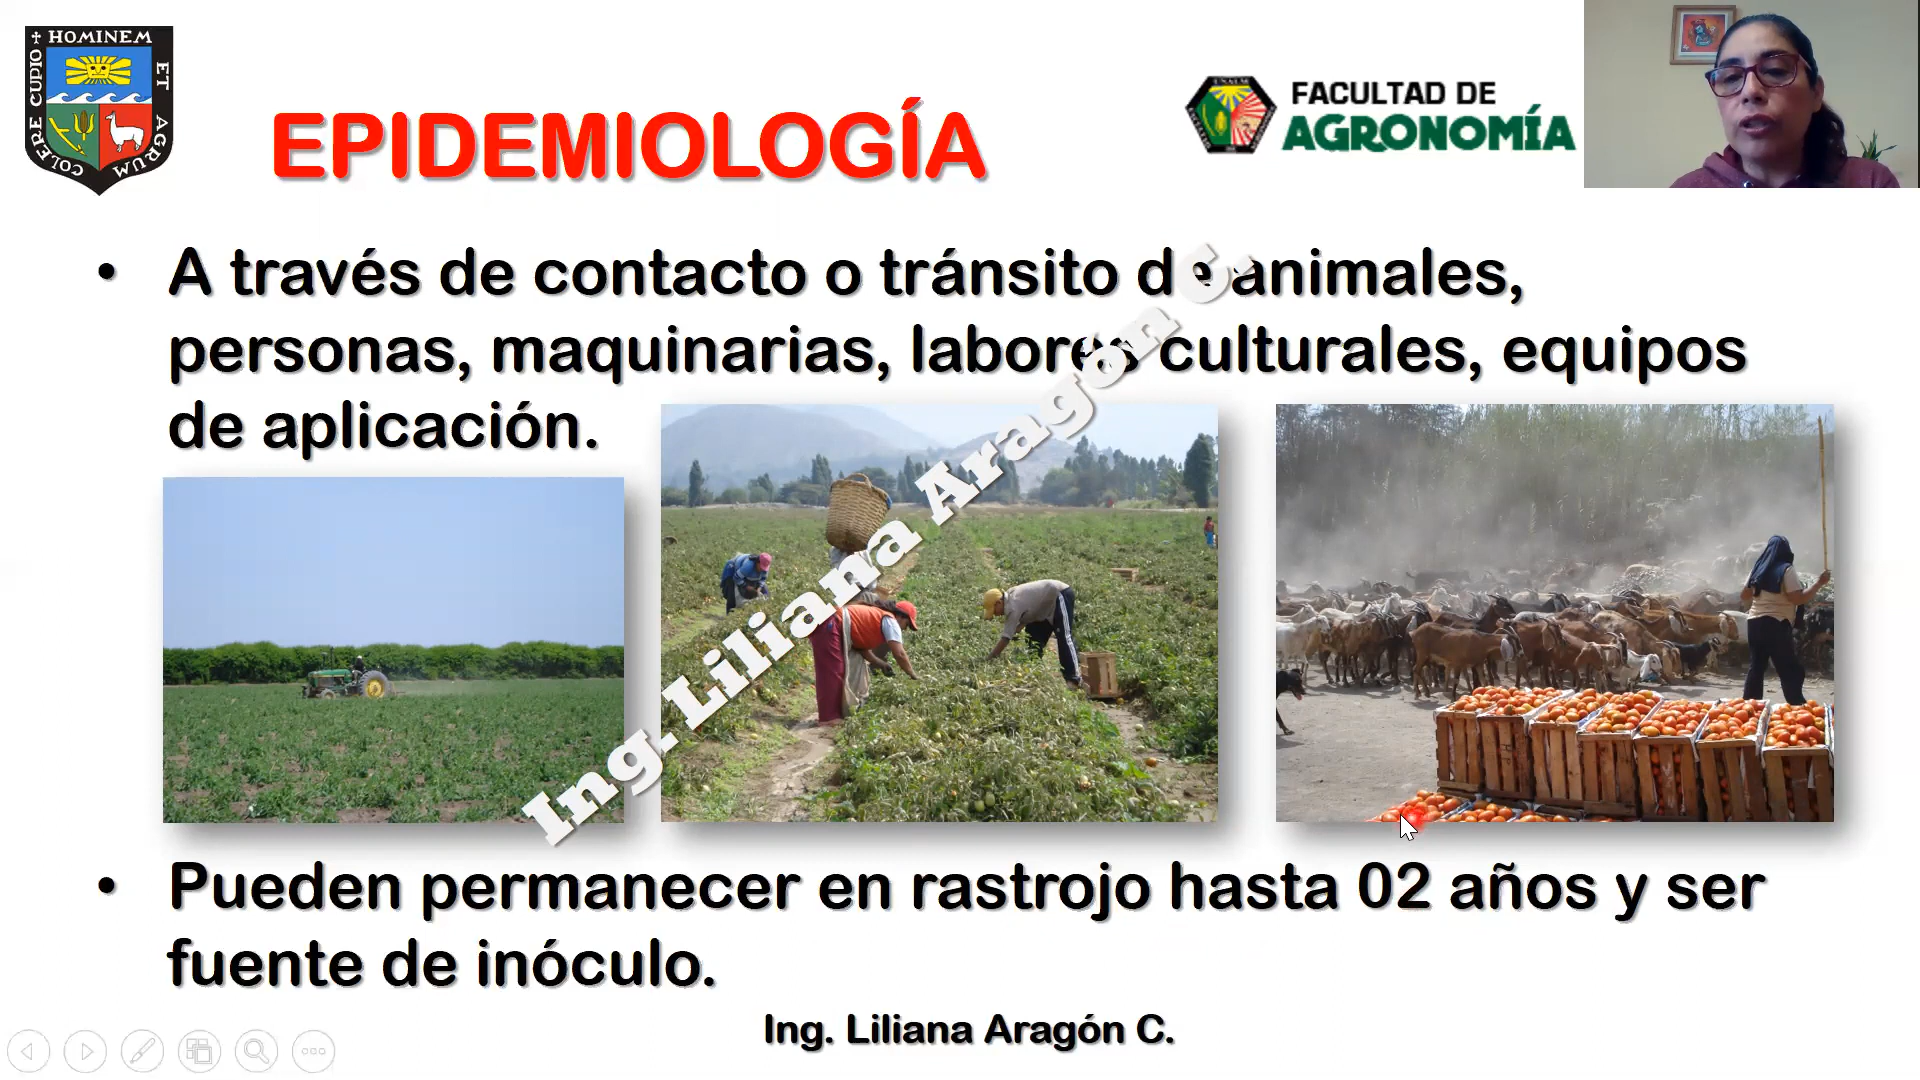 HOMINEM
ET
AGRUM
COLERE CUPIO
FACULTAD DE
AGRONOMÍA
EPIDEMIOLOGÍA
• A través de contacto o tránsito de animales,
personas, maquinarias, labores culturales, equipos
de aplicación.
Ing. Liliana Aragón C.
• Pueden permanecer en rastrojo hasta 02 años y ser
fuente de inóculo.
Ing. Liliana Aragón C.